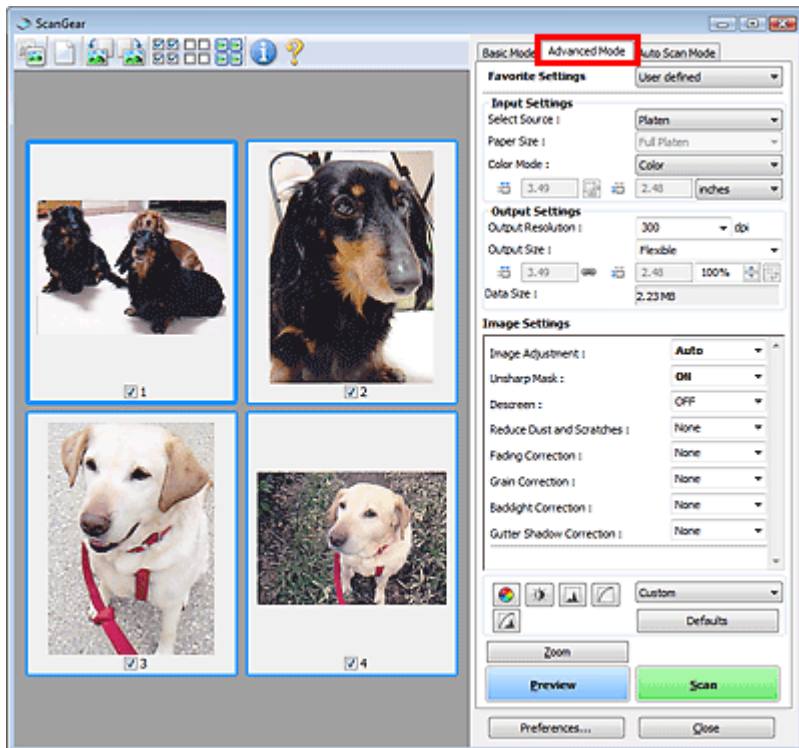 ScanGear
Basic Mode Advanced Mode Auto Scan Mode
Favorite Settings User defined
Input Settings
Select Source : Platen
Paper Size : Full Platen
Color Mode : Color
3.49 2.48 inches
Output Settings
Output Resolution : 300 dpi
Output Size : Flexible
3.49 2.48 100%
Data Size : 2.23 MB
Image Settings
Image Adjustment : Auto
Unsharp Mask : ON
Descreen : OFF
Reduce Dust and Scratches : None
Fading Correction : None
Grain Correction : None
Backlight Correction : None
Gutter Shadow Correction : None
Custom
Defaults
Zoom
Preview Scan
Preferences... Close
1
2
3
4